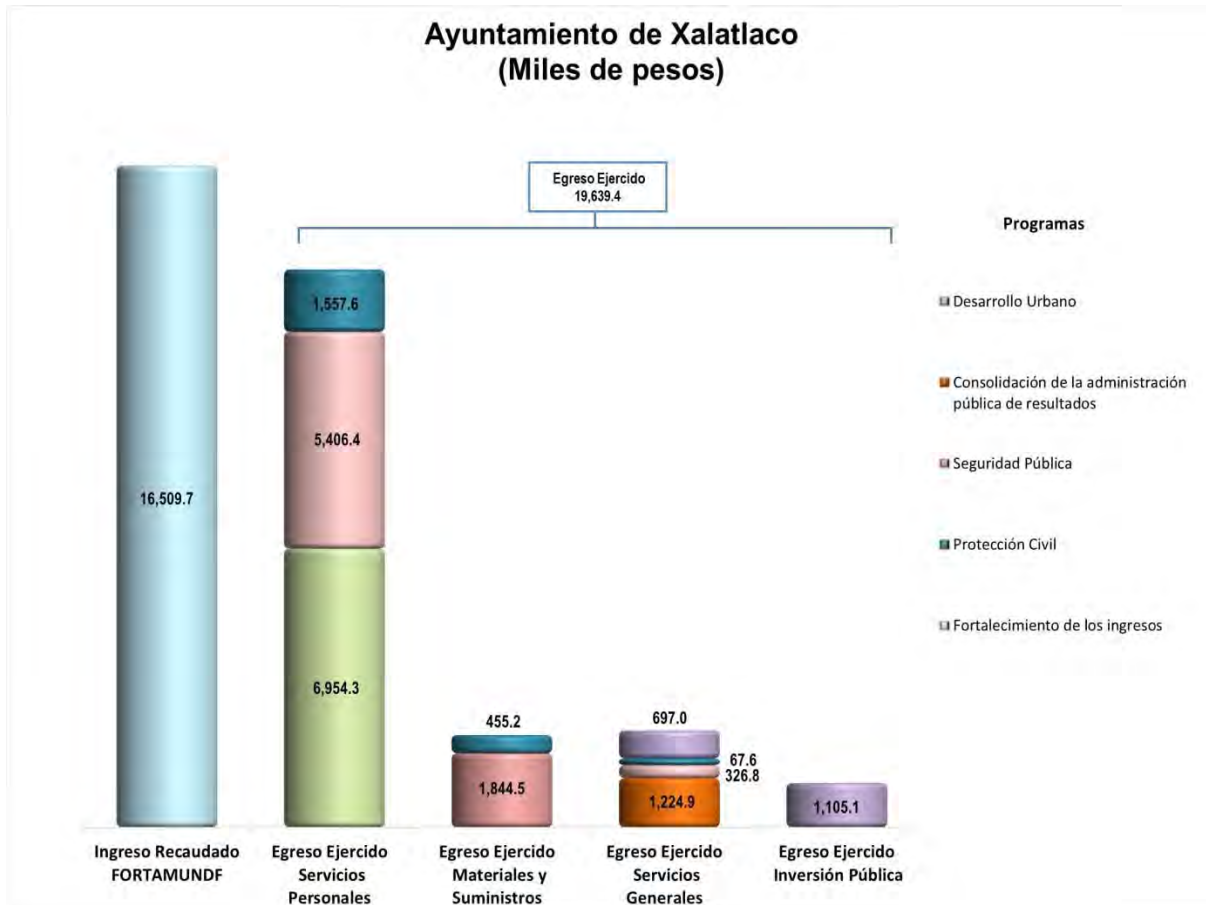 Ayuntamiento de Xalatlaco
(Miles de pesos)
Egreso Ejercido
19,639.4
Programas
Desarrollo Urbano
Consolidación de la administración
pública de resultados
Seguridad Pública
Protección Civil
Fortalecimiento de los ingresos
16,509.7
1,557.6
5,406.4
6,954.3
455.2
1,844.5
697.0
67.6
326.8
1,224.9
1,105.1
Ingreso Recaudado
FORTAMUNDF
Egreso Ejercido
Servicios
Personales
Egreso Ejercido
Materiales y
Suministros
Egreso Ejercido
Servicios
Generales
Egreso Ejercido
Inversión Pública